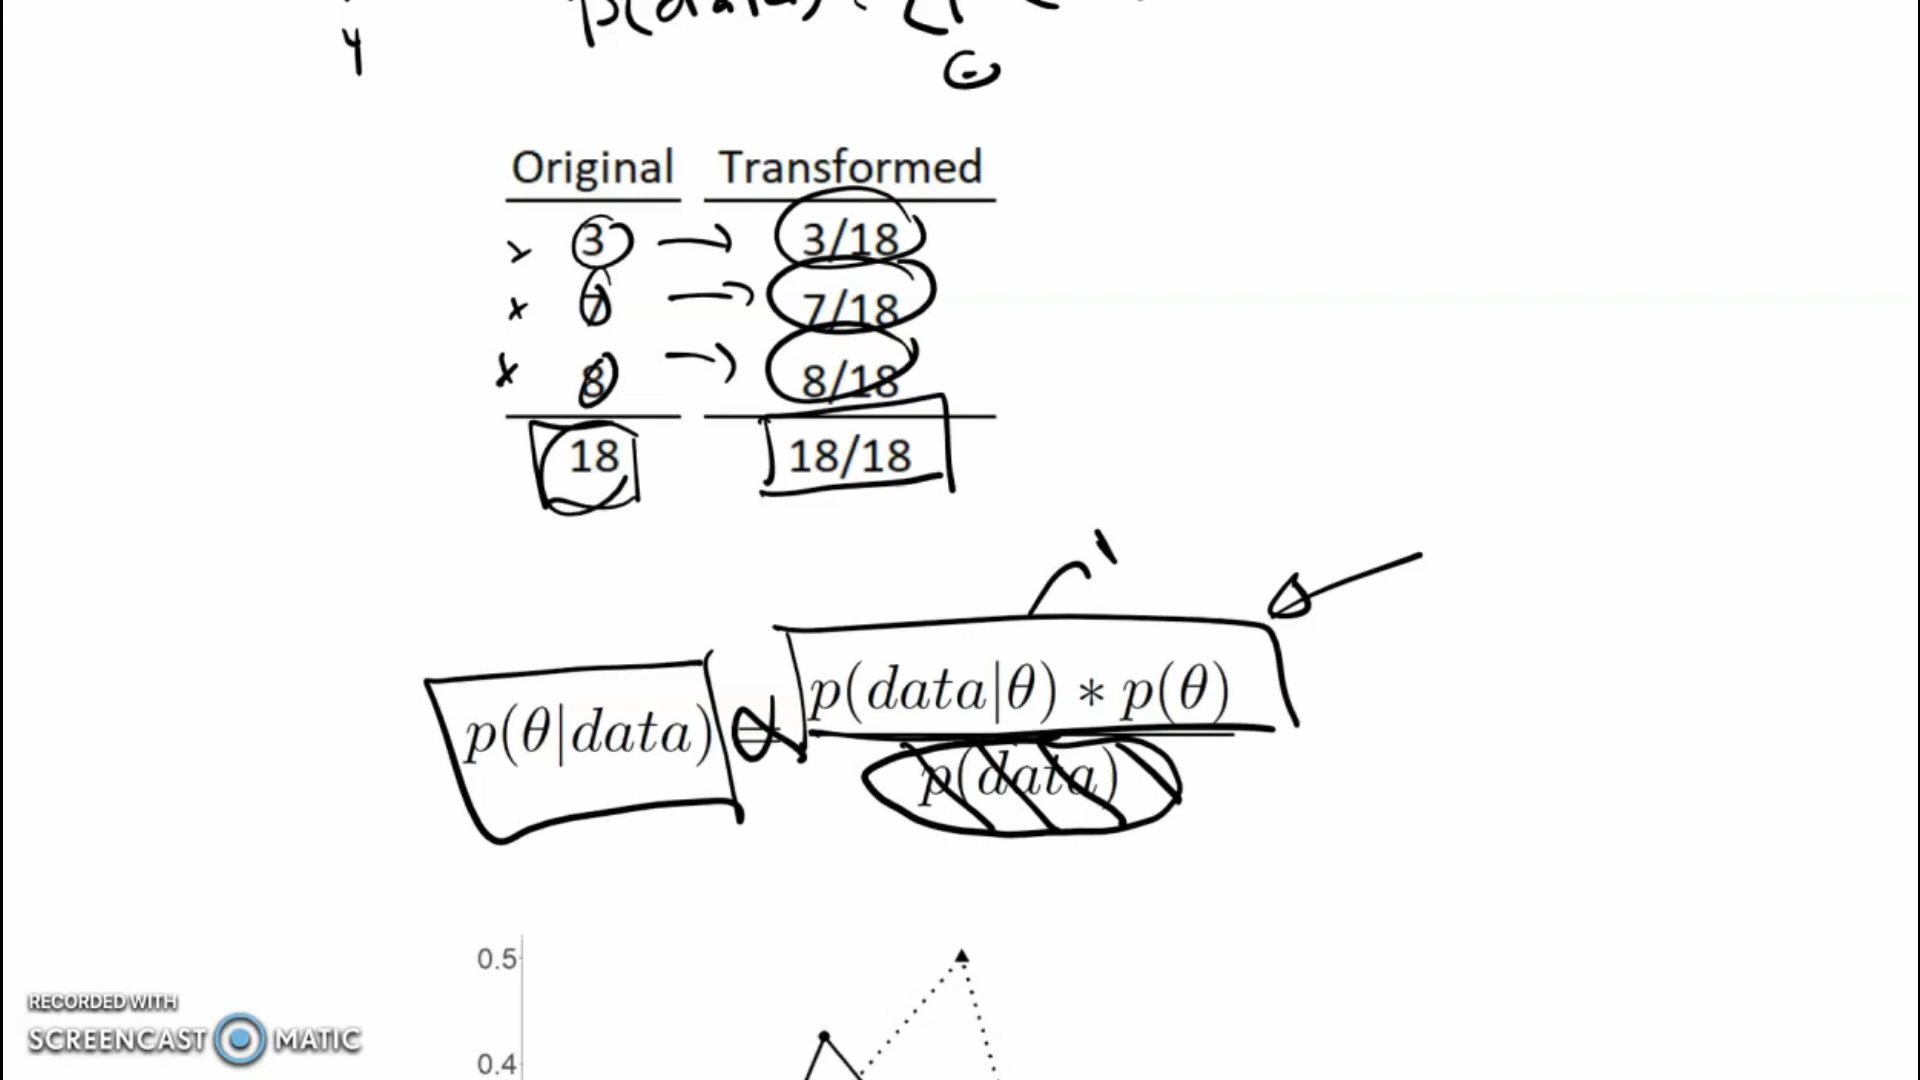 p(data)
y
θ
Original Transformed
3 3/18
7 7/18
8 8/18
18 18/18
p(data|θ) * p(θ)
p(θ|data) ∝
p(data)
0.5
0.4
RECORDED WITH
SCREENCAST MATIC